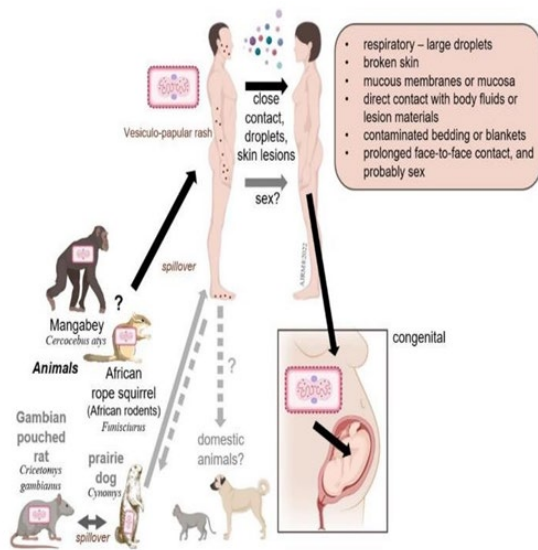 • respiratory – large droplets
• broken skin
• mucous membranes or mucosa
• direct contact with body fluids or
lesion materials
• contaminated bedding or blankets
• prolonged face-to-face contact, and
probably sex
Vesiculo-papular rash
close
contact,
droplets,
skin lesions
sex?
spillover
?
Mangabey
Cercocebus atys
Animals
African
rope squirrel
(African rodents)
Funisciurus
Gambian
pouched
rat
Cricetomys
gambianus
prairie
dog
Cynomys
spillover
?
domestic
animals?
congenital